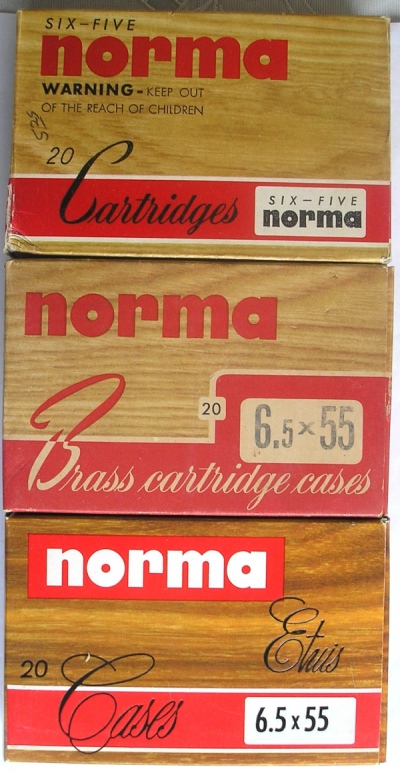 SIX-FIVE
norma
WARNING-KEEP OUT
OF THE REACH OF CHILDREN
20
Cartridges
SIX-FIVE
norma
norma
20
6.5×55
Brass cartridge cases
norma
Etuis
20
Cases
6.5x55